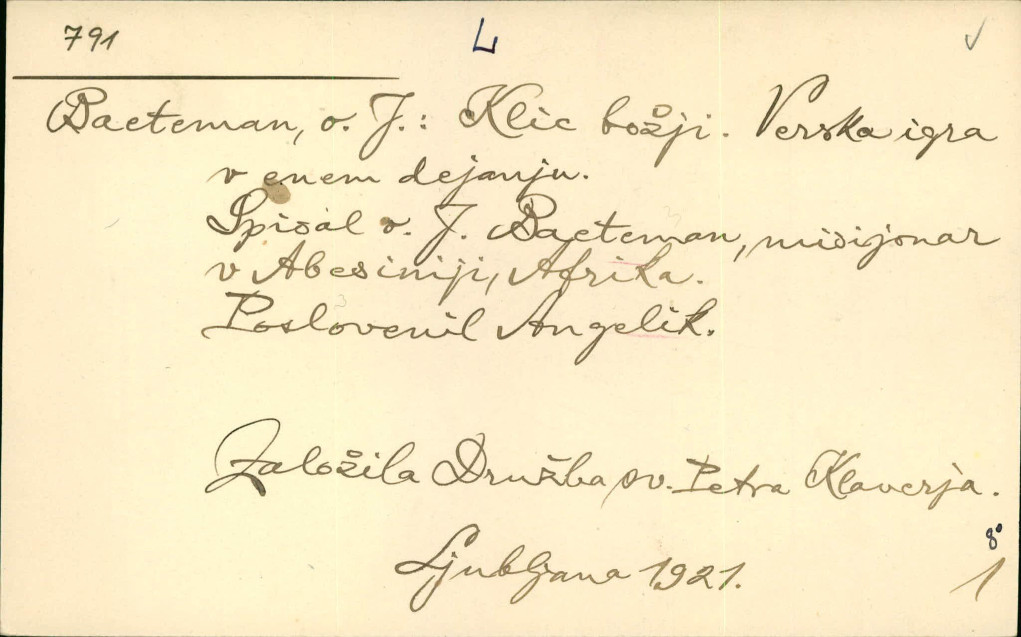 791 L ✓
Baeteman, o. J.: Klic božji. Verska igra
v enem dejanju.
Spisal o. J. Baeteman, misijonar
v Abesiniji, Afrika.
Poslovenil Angelik.
Založila Družba sv. Petra Klaverja.
Ljubljana 1921.
8°
1